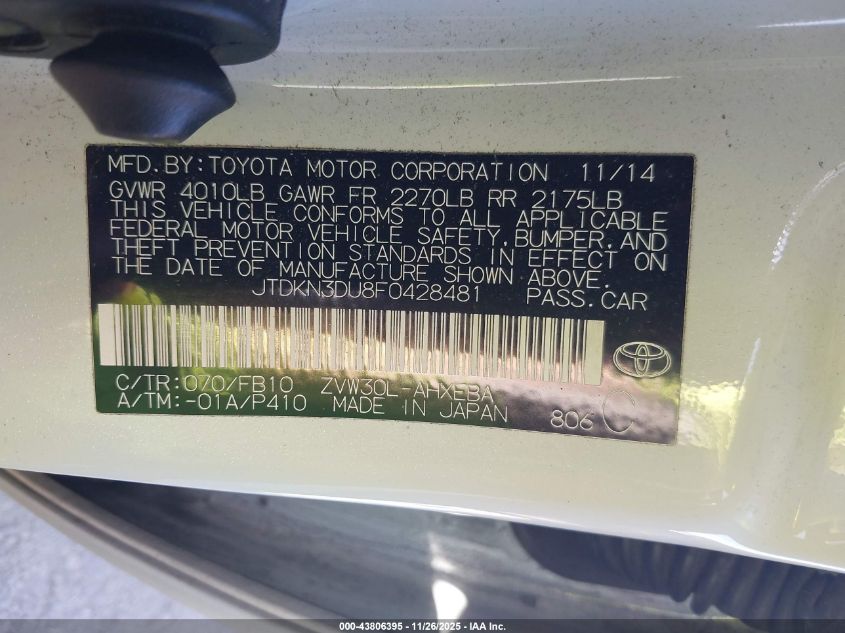 MFD.BY:TOYOTA MOTOR CORPORATION 11/14
GVWR 4010LB GAWR FR 2270LB RR 2175LB
THIS VEHICLE CONFORMS TO ALL APPLICABLE
FEDERAL MOTOR VEHICLE SAFETY,BUMPER,AND
THEFT PREVENTION STANDARDS IN EFFECT ON
THE DATE OF MANUFACTURE SHOWN ABOVE.
JTDKN3DU8F0428481 PASS.CAR
C/TR:070/FB10 ZVW30L-AHXEBA
A/TM:-01A/P410 MADE IN JAPAN 806 C
000-43806395 - 11/26/2025 - IAA Inc.